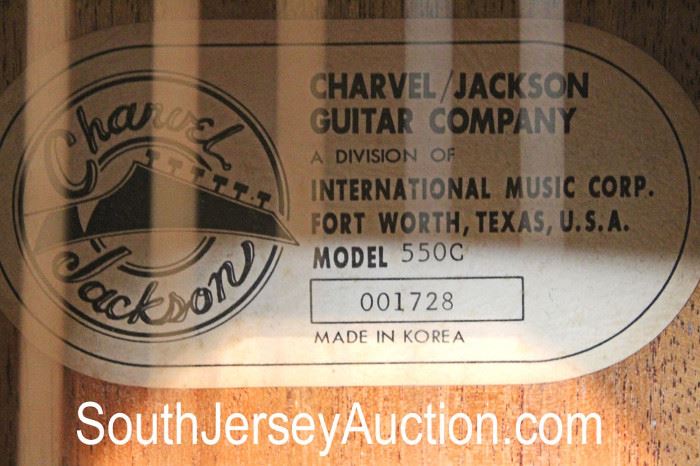 Charvel
Jackson
CHARVEL/JACKSON
GUITAR COMPANY
A DIVISION OF
INTERNATIONAL MUSIC CORP.
FORT WORTH, TEXAS, U.S.A.
MODEL 550C
001728
MADE IN KOREA
SouthJerseyAuction.com